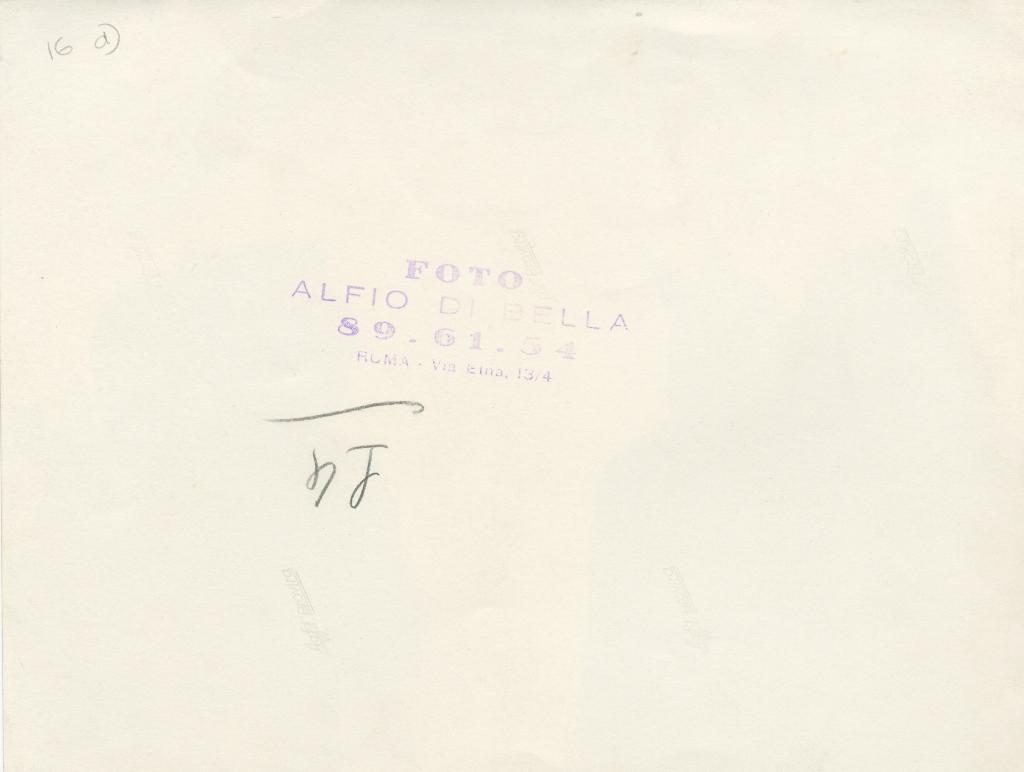 16 d)
FOTO
ALFIO DI BELLA
89.61.54
ROMA - Via Etna, 13/4